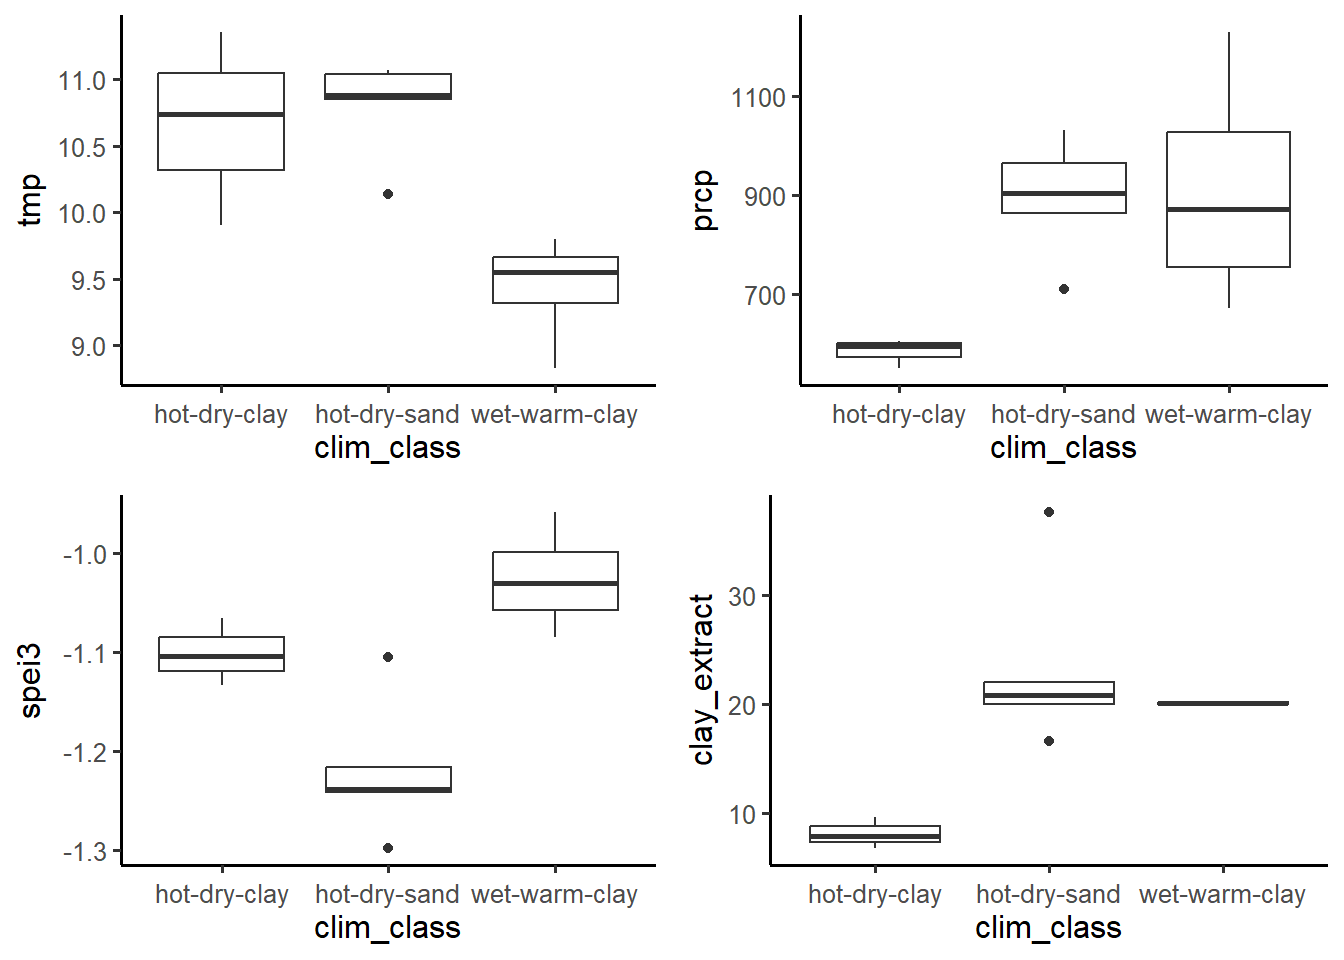 tmp
11.0
10.5
10.0
9.5
9.0
hot-dry-clay hot-dry-sand wet-warm-clay
clim_class
prcp
1100
900
700
hot-dry-clay hot-dry-sand wet-warm-clay
clim_class
spei3
-1.0
-1.1
-1.2
-1.3
hot-dry-clay hot-dry-sand wet-warm-clay
clim_class
clay_extract
30
20
10
hot-dry-clay hot-dry-sand wet-warm-clay
clim_class